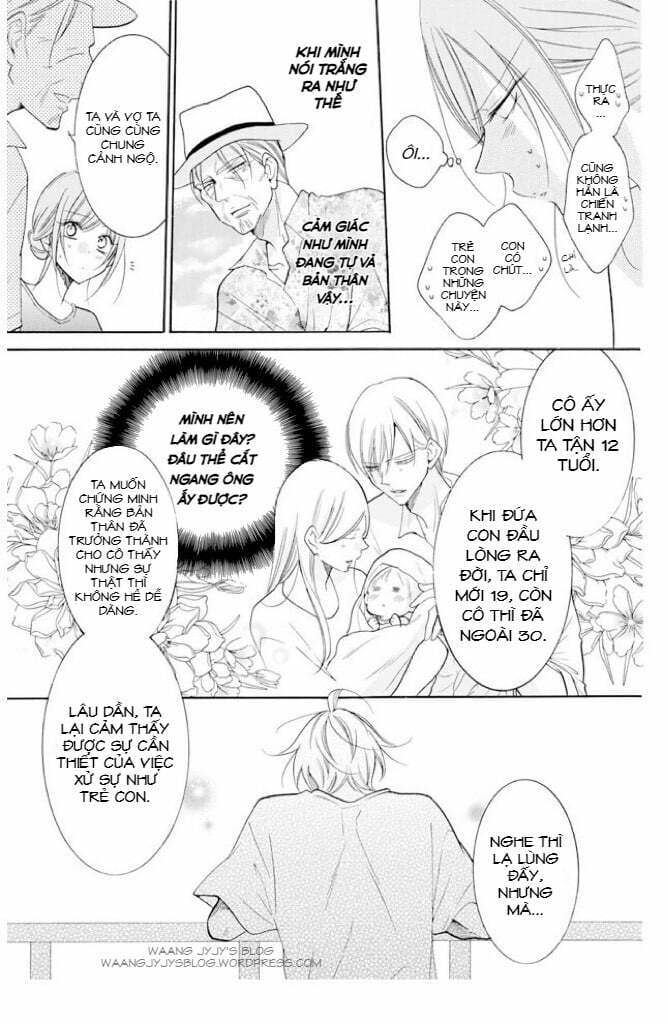 THỰC
RA
...
CŨNG
KHÔNG
HẲN LÀ
CHIẾN
TRANH
LẠNH...
ÔI...
CHỈ
LÀ
CON
CÓ
CHÚT...
TRẺ
CON
TRONG
NHỮNG
CHUYỆN
NÀY...
KHI MÌNH
NÓI TRẮNG
RA NHƯ
THẾ
CẢM GIÁC
NHƯ MÌNH
ĐANG TỰ VẢ
BẢN THÂN
VẬY...
TA VÀ VỢ TA
CŨNG CÙNG
CHUNG
CẢNH NGỘ.
CÔ ẤY
LỚN HƠN
TA TẬN 12
TUỔI.
KHI ĐỨA
CON ĐẦU
LÒNG RA
ĐỜI, TA CHỈ
MỚI 19, CÒN
CÔ THÌ ĐÃ
NGOÀI 30.
MÌNH NÊN
LÀM GÌ ĐÂY?
ĐÂU THỂ CẮT
NGANG ÔNG
ẤY ĐƯỢC?
TA MUỐN
CHỨNG MINH
RẰNG BẢN
THÂN ĐÃ
TRƯỞNG THÀNH
CHO CÔ THẤY
NHƯNG SỰ
THẬT THÌ
KHÔNG HỀ DỄ
DÀNG.
LÂU DẦN, TA
LẠI CẢM THẤY
ĐƯỢC SỰ CẦN
THIẾT CỦA VIỆC
XỬ SỰ NHƯ
TRẺ CON.
NGHE THÌ
LẠ LÙNG
ĐẤY,
NHƯNG
MÀ...
WAANG JYJY'S BLOG
WAANGJYJYSBLOG.WORDPRESS.COM